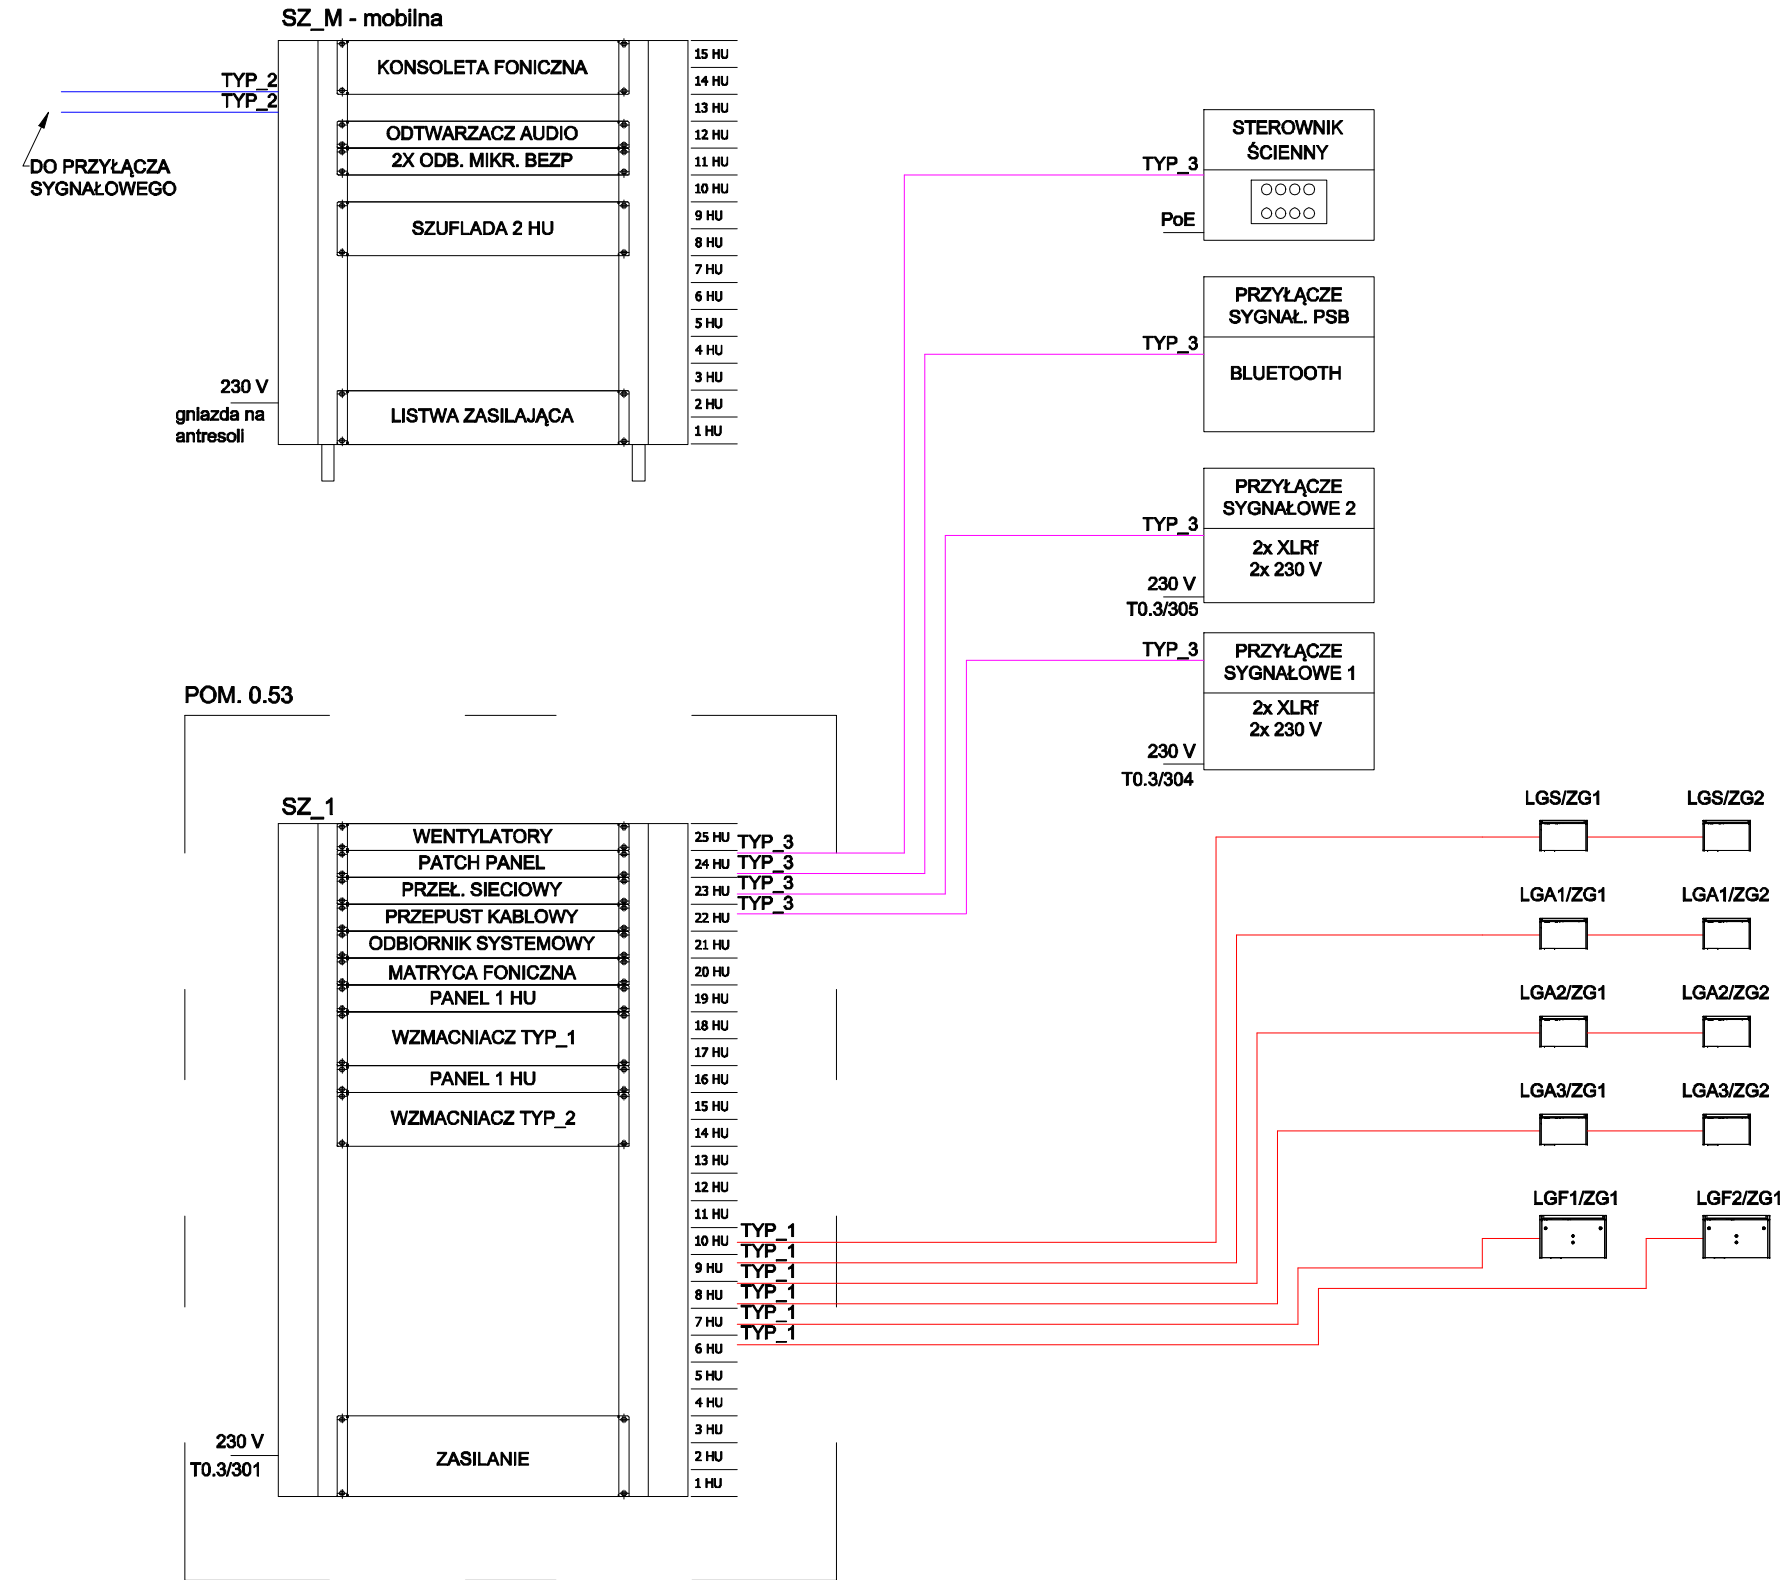 SZ_M - mobilna
TYP_2
TYP_2
DO PRZYŁĄCZA
SYGNAŁOWEGO
KONSOLETA FONICZNA
ODTWARZACZ AUDIO
2X ODB. MIKR. BEZP
SZUFLADA 2 HU
LISTWA ZASILAJĄCA
230 V
gniazda na
antresoli
15 HU
14 HU
13 HU
12 HU
11 HU
10 HU
9 HU
8 HU
7 HU
6 HU
5 HU
4 HU
3 HU
2 HU
1 HU
STEROWNIK
ŚCIENNY
TYP_3
PoE
PRZYŁĄCZE
SYGNAŁ. PSB
TYP_3
BLUETOOTH
PRZYŁĄCZE
SYGNAŁOWE 2
TYP_3
2x XLRf
2x 230 V
230 V
T0.3/305
PRZYŁĄCZE
SYGNAŁOWE 1
TYP_3
2x XLRf
2x 230 V
230 V
T0.3/304
POM. 0.53
SZ_1
WENTYLATORY
PATCH PANEL
PRZEŁ. SIECIOWY
PRZEPUST KABLOWY
ODBIORNIK SYSTEMOWY
MATRYCA FONICZNA
PANEL 1 HU
WZMACNIACZ TYP_1
PANEL 1 HU
WZMACNIACZ TYP_2
ZASILANIE
230 V
T0.3/301
25 HU
24 HU
23 HU
22 HU
21 HU
20 HU
19 HU
18 HU
17 HU
16 HU
15 HU
14 HU
13 HU
12 HU
11 HU
10 HU
9 HU
8 HU
7 HU
6 HU
5 HU
4 HU
3 HU
2 HU
1 HU
TYP_3
TYP_3
TYP_3
TYP_3
TYP_1
TYP_1
TYP_1
TYP_1
TYP_1
TYP_1
LGS/ZG1 LGS/ZG2
LGA1/ZG1 LGA1/ZG2
LGA2/ZG1 LGA2/ZG2
LGA3/ZG1 LGA3/ZG2
LGF1/ZG1 LGF2/ZG1